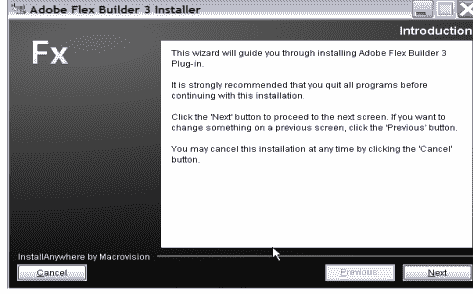 Adobe Flex Builder 3 Installer
Introduction
Fx
This wizard will guide you through installing Adobe Flex Builder 3
Plug-in.
It is strongly recommended that you quit all programs before
continuing with this installation.
Click the 'Next' button to proceed to the next screen. If you want to
change something on a previous screen, click the 'Previous' button.
You may cancel this installation at any time by clicking the 'Cancel'
button.
InstallAnywhere by Macrovision
Cancel
Previous
Next